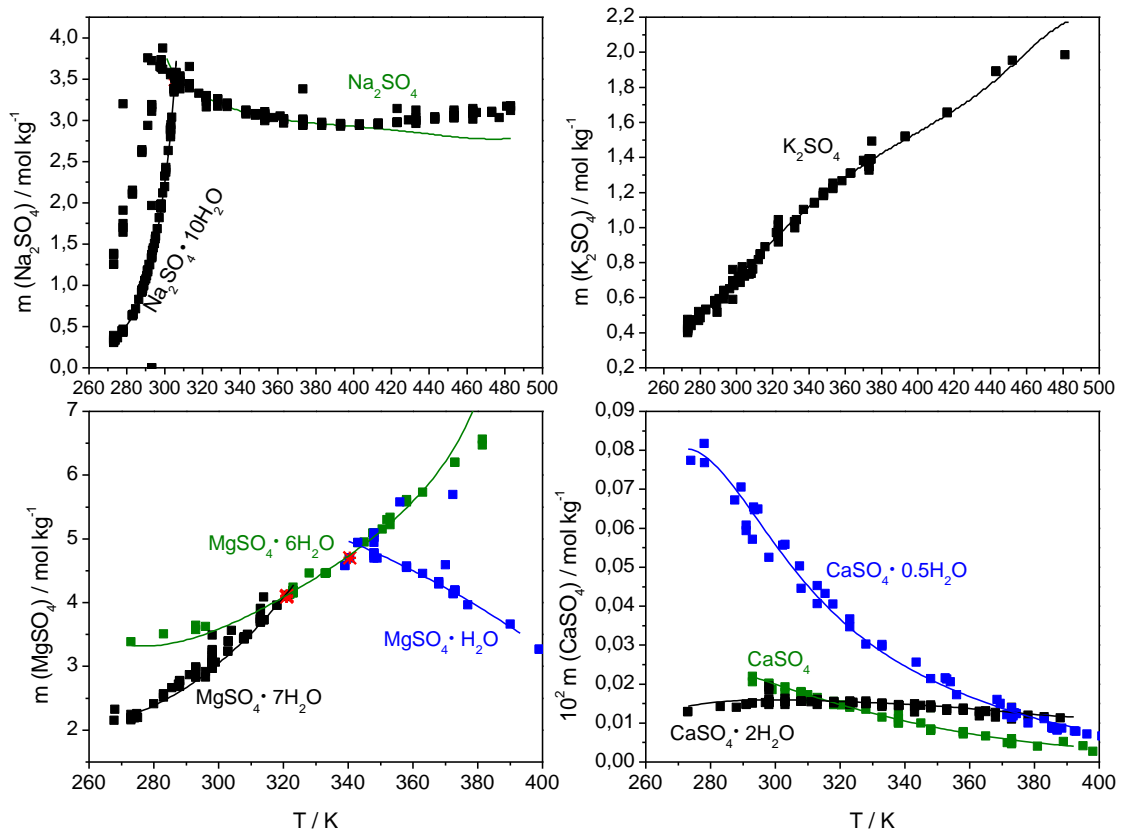 m (Na₂SO₄) / mol kg⁻¹
4,0
3,5
3,0
2,5
2,0
1,5
1,0
0,5
0,0
Na₂SO₄
Na₂SO₄· 10H₂O
260 280 300 320 340 360 380 400 420 440 460 480 500
m (K₂SO₄) / mol kg⁻¹
2,2
2,0
1,8
1,6
1,4
1,2
1,0
0,8
0,6
0,4
0,2
K₂SO₄
260 280 300 320 340 360 380 400 420 440 460 480 500
m (MgSO₄) / mol kg⁻¹
7
6
5
4
3
2
MgSO₄· 6H₂O
MgSO₄· H₂O
MgSO₄· 7H₂O
260 280 300 320 340 360 380 400
T / K
10² m (CaSO₄) / mol kg⁻¹
0,09
0,08
0,07
0,06
0,05
0,04
0,03
0,02
0,01
0,00
CaSO₄· 0.5H₂O
CaSO₄
CaSO₄· 2H₂O
260 280 300 320 340 360 380 400
T / K